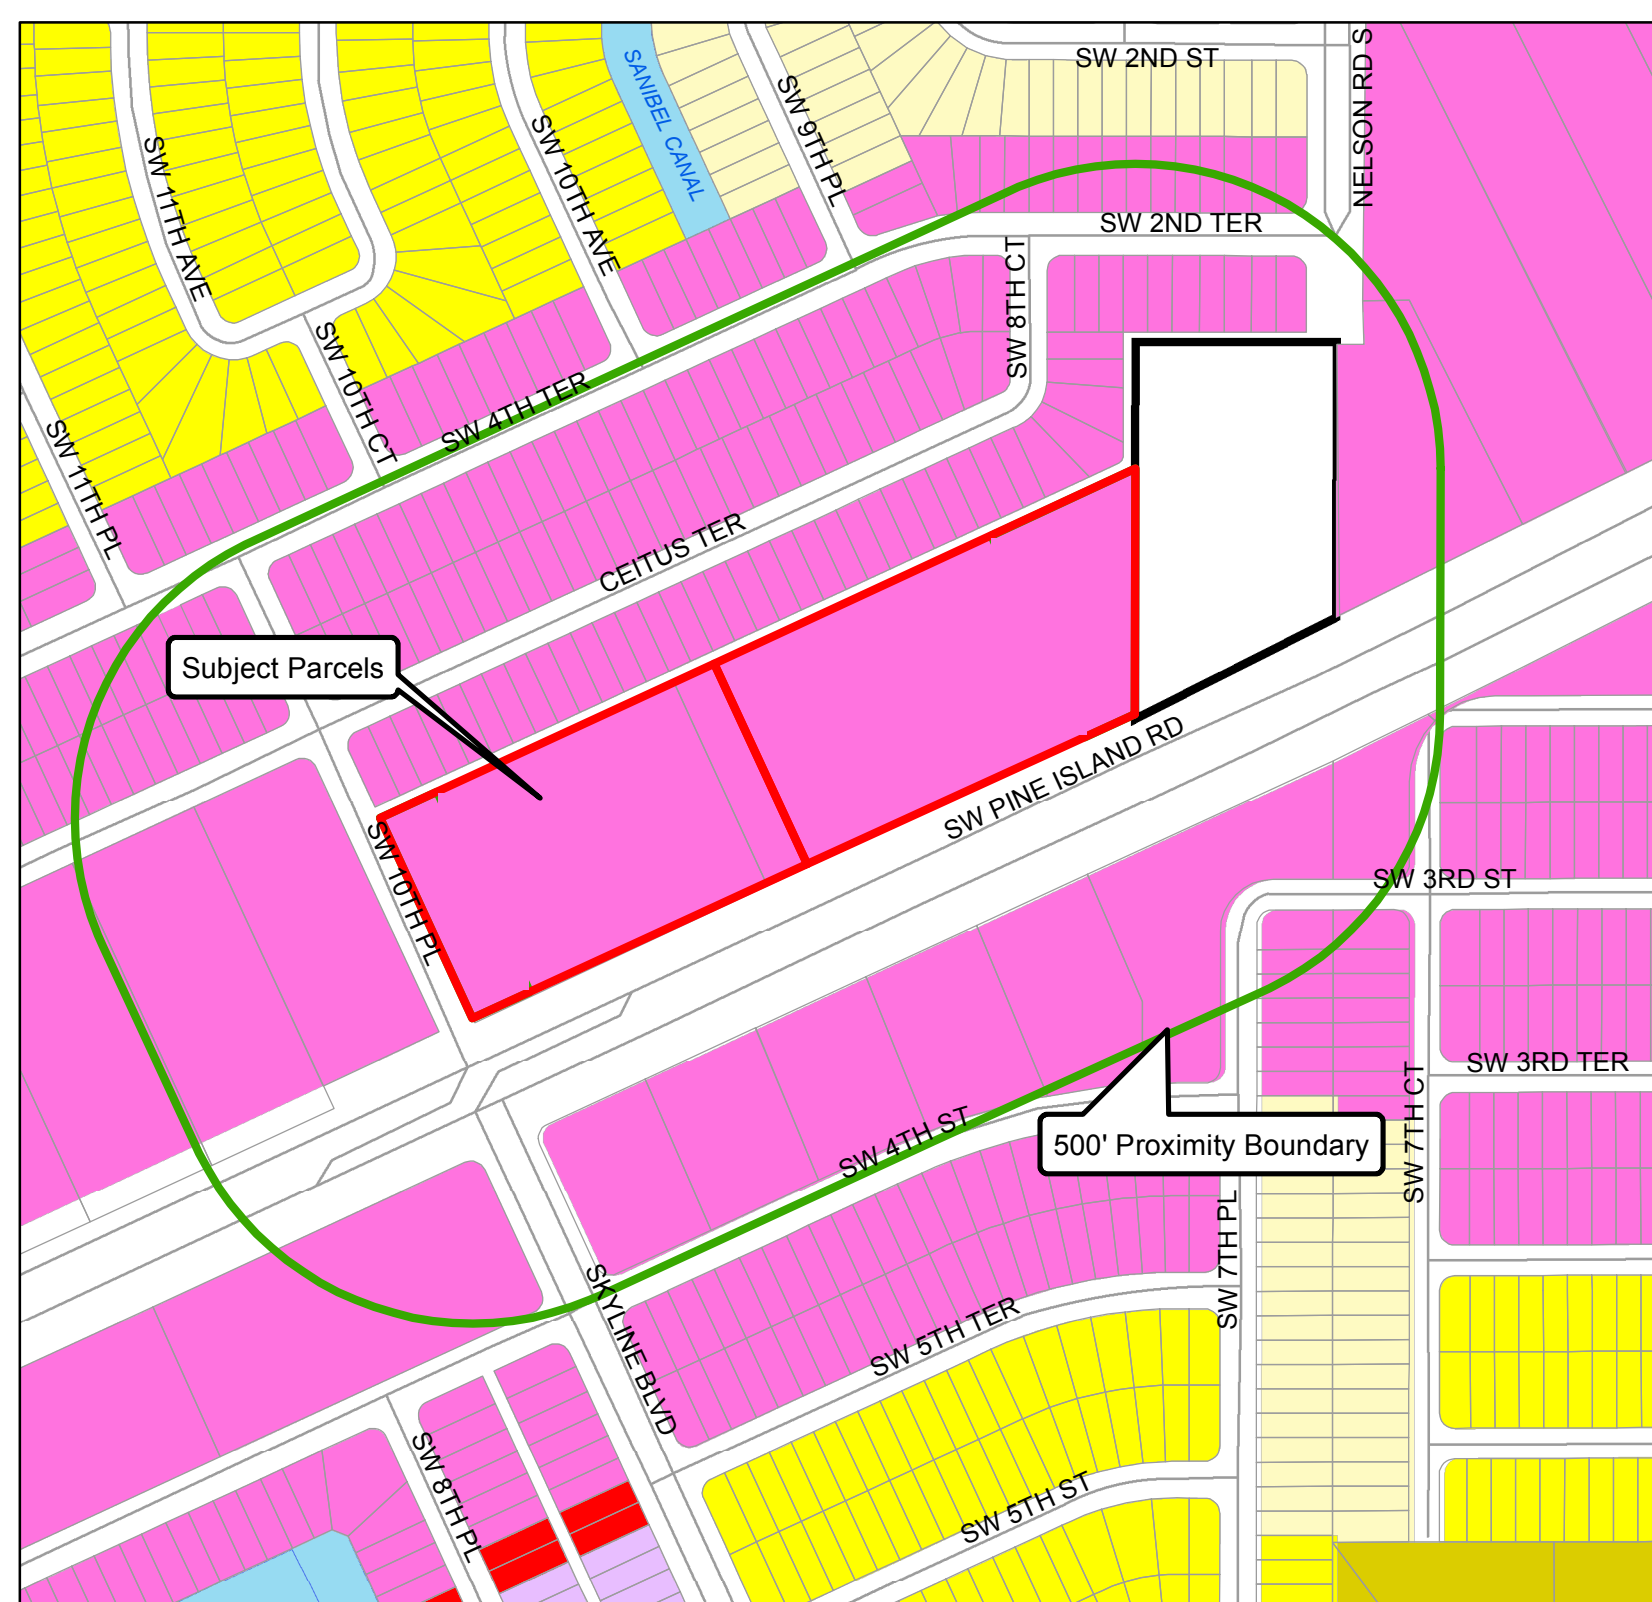 SW 2ND ST
NELSON RD S
SANIBEL CANAL
SW 9TH PL
SW 10TH AVE
SW 11TH AVE
SW 2ND TER
SW 8TH CT
SW 10TH CT
SW 4TH TER
SW 11TH PL
CEITUS TER
Subject Parcels
SW PINE ISLAND RD
SW 10TH PL
SW 3RD ST
SW 3RD TER
SW 7TH CT
SW 4TH ST
500' Proximity Boundary
SW 7TH PL
SKYLINE BLVD
SW 5TH TER
SW 8TH PL
SW 5TH ST